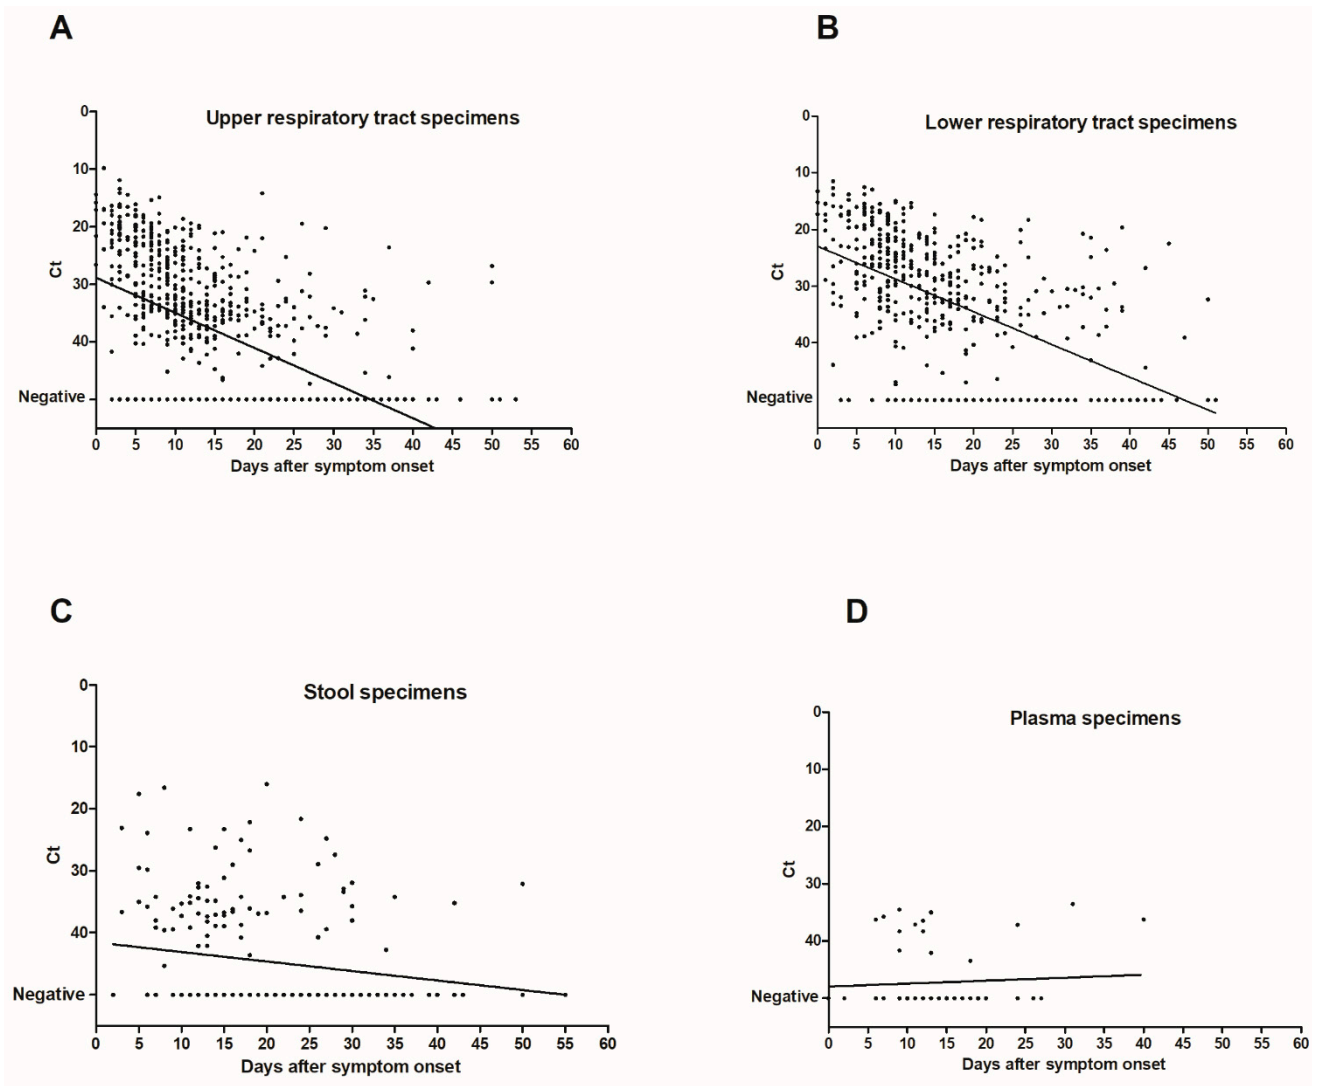 A
Upper respiratory tract specimens
0
10
20
30
40
Negative
Ct
0 5 10 15 20 25 30 35 40 45 50 55 60
Days after symptom onset
B
Lower respiratory tract specimens
0
10
20
30
40
Negative
Ct
0 5 10 15 20 25 30 35 40 45 50 55 60
Days after symptom onset
C
Stool specimens
0
10
20
30
40
Negative
Ct
0 5 10 15 20 25 30 35 40 45 50 55 60
Days after symptom onset
D
Plasma specimens
0
10
20
30
40
Negative
Ct
0 5 10 15 20 25 30 35 40 45 50 55 60
Days after symptom onset